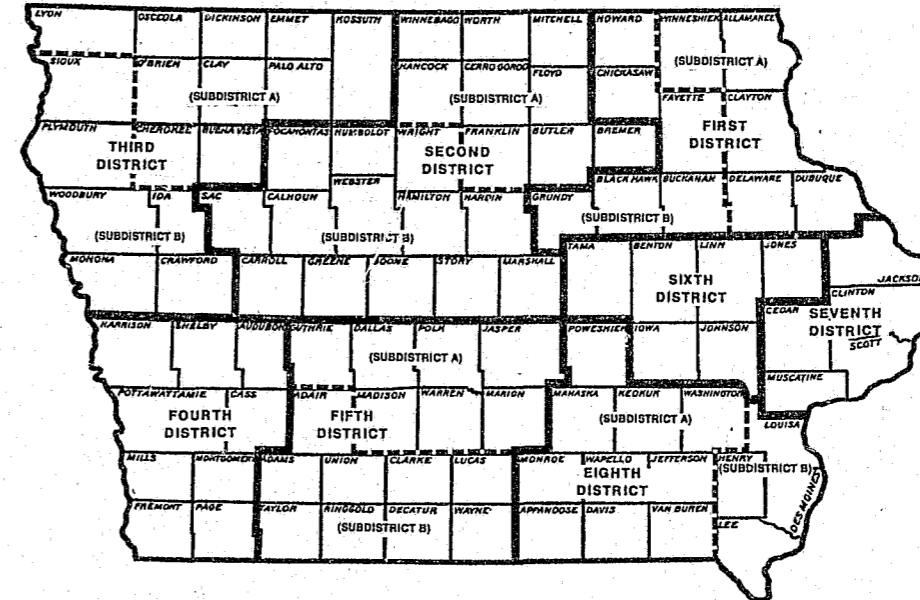 LYON OSCEOLA DICKINSON EMMET KOSSUTH WINNEBAGO WORTH MITCHELL HOWARD WINNESHIEK ALLAMAKEE
SIOUX O'BRIEN CLAY PALO ALTO HANCOCK CERRO GORDO FLOYD CHICKASAW (SUBDISTRICT A)
(SUBDISTRICT A) (SUBDISTRICT A) FAYETTE CLAYTON
PLYMOUTH CHEROKEE BUENA VISTA POCAHONTAS HUMBOLDT WRIGHT FRANKLIN BUTLER BREMER FIRST
DISTRICT
THIRD
DISTRICT
SECOND
DISTRICT
WOODBURY IDA SAC CALHOUN WEBSTER HAMILTON HARDIN GRUNDY BLACK HAWK BUCHANAN DELAWARE DUBUQUE
(SUBDISTRICT B) (SUBDISTRICT B) (SUBDISTRICT B)
MONONA CRAWFORD CARROLL GREENE BOONE STORY MARSHALL TAMA BENTON LINN JONES JACKSON
SIXTH
DISTRICT
CLINTON
CEDAR SEVENTH
DISTRICT
SCOTT
HARRISON SHELBY AUDUBON GUTHRIE DALLAS POLK JASPER POWESHIEK IOWA JOHNSON
(SUBDISTRICT A)
MUSCATINE
POTTAWATTAMIE CASS ADAIR MADISON WARREN MARION MAHASKA KEOKUK WASHINGTON
LOUISA
FOURTH
DISTRICT
FIFTH
DISTRICT
(SUBDISTRICT A)
MILLS MONTGOMERY ADAMS UNION CLARKE LUCAS MONROE WAPELLO JEFFERSON HENRY
(SUBDISTRICT B)
EIGHTH
DISTRICT
DES MOINES
FREMONT PAGE TAYLOR RINGGOLD DECATUR WAYNE APPANOOSE DAVIS VAN BUREN
(SUBDISTRICT B)
LEE